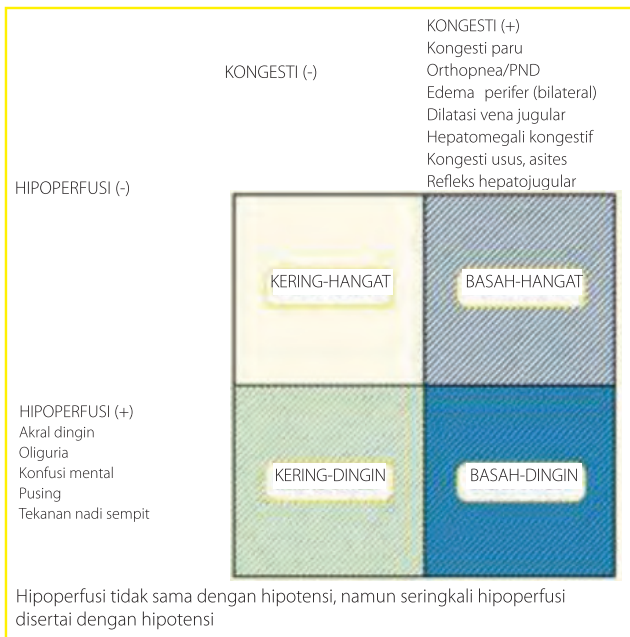 KONGESTI (-)
KONGESTI (+)
Kongesti paru
Orthopnea/PND
Edema perifer (bilateral)
Dilatasi vena jugular
Hepatomegali kongestif
Kongesti usus, asites
Refleks hepatojugular
HIPOPERFUSI (-)
KERING-HANGAT
BASAH-HANGAT
HIPOPERFUSI (+)
Akral dingin
Oliguria
Konfusi mental
Pusing
Tekanan nadi sempit
KERING-DINGIN
BASAH-DINGIN
Hipoperfusi tidak sama dengan hipotensi, namun seringkali hipoperfusi
disertai dengan hipotensi